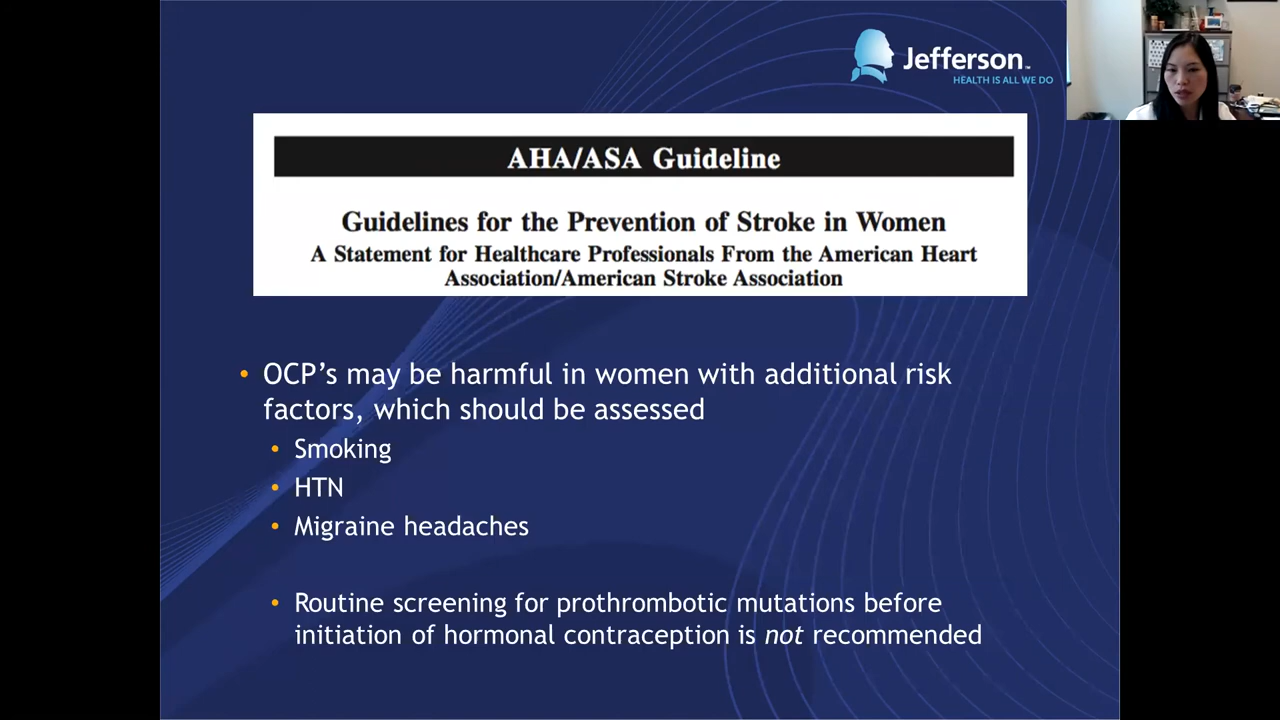 Jefferson™
HEALTH IS ALL WE DO
AHA/ASA Guideline
Guidelines for the Prevention of Stroke in Women
A Statement for Healthcare Professionals From the American Heart
Association/American Stroke Association
• OCP’s may be harmful in women with additional risk
factors, which should be assessed
• Smoking
• HTN
• Migraine headaches
• Routine screening for prothrombotic mutations before
initiation of hormonal contraception is not recommended